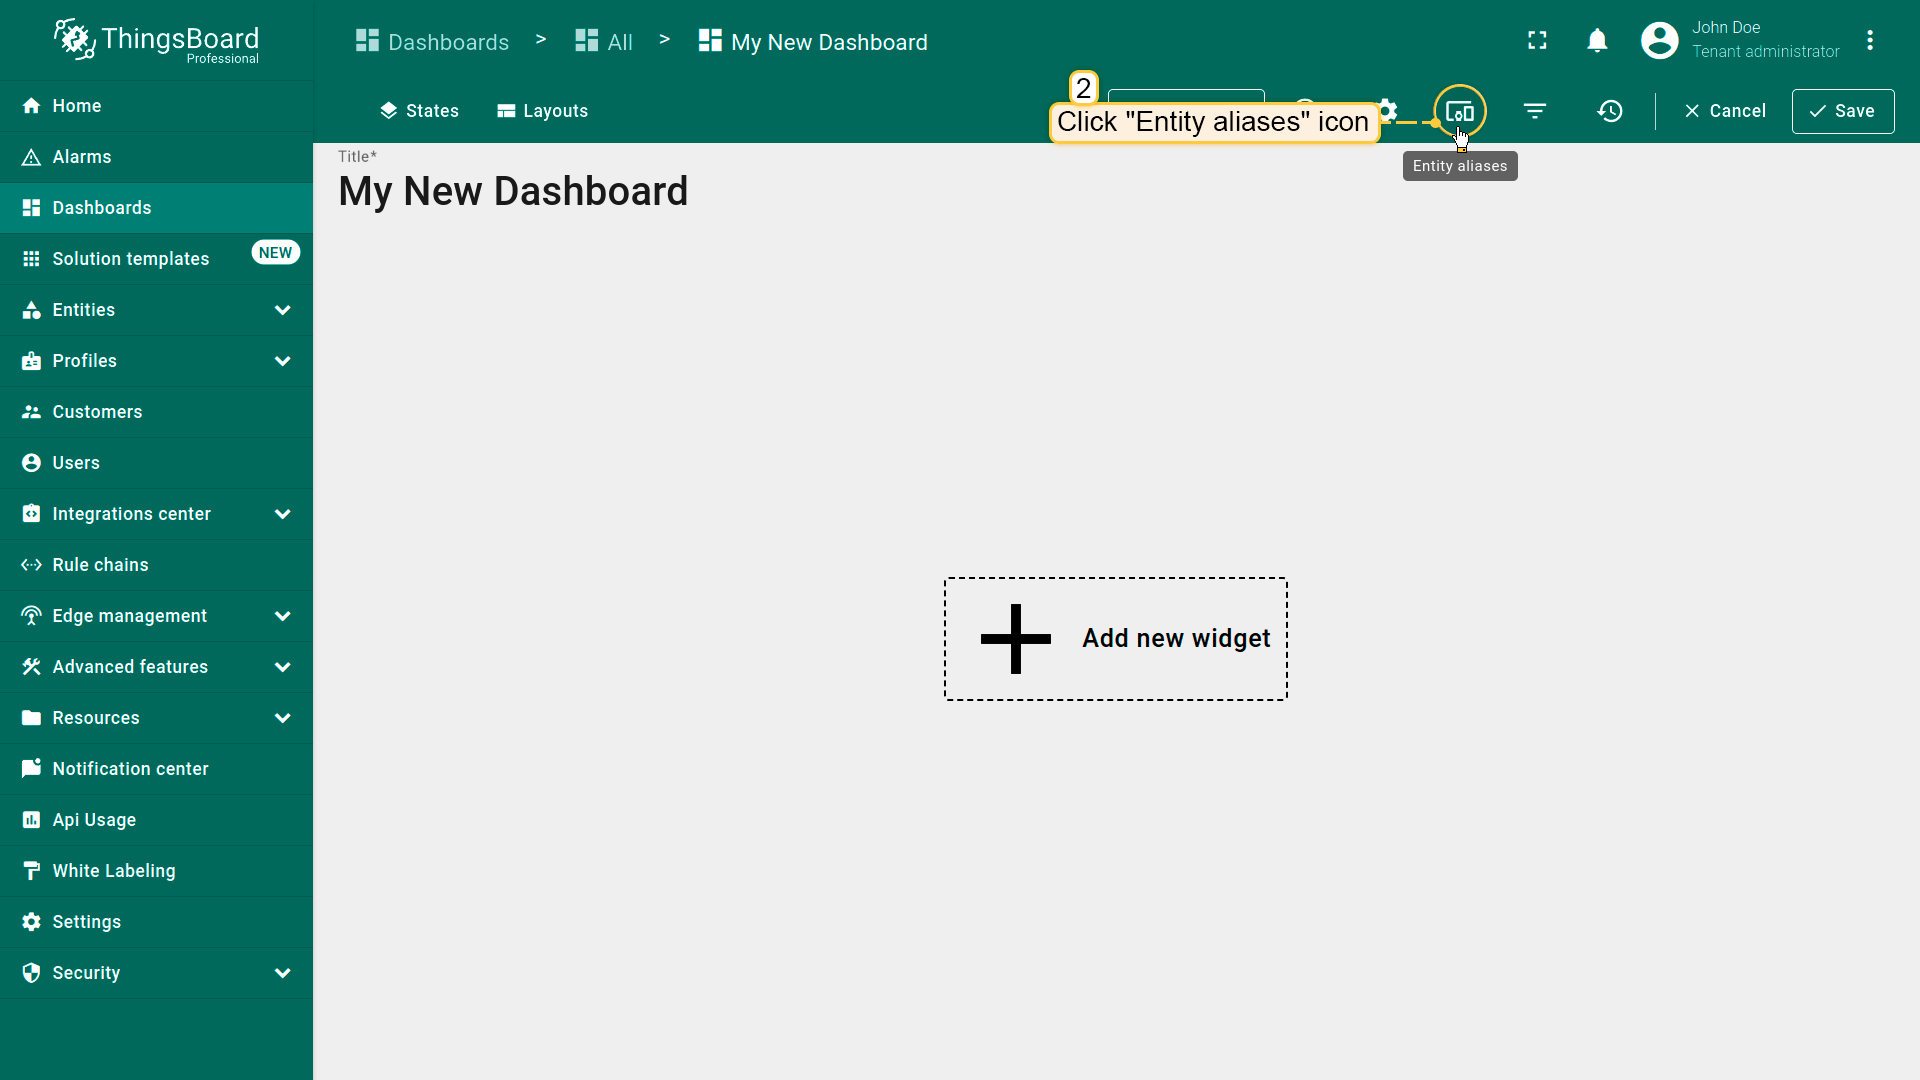 ThingsBoard
Professional
Dashboards > All > My New Dashboard
John Doe
Tenant administrator
States
Layouts
2
Click "Entity aliases" icon
Cancel
Save
Entity aliases
Home
Alarms
Dashboards
Solution templates
NEW
Entities
Profiles
Customers
Users
Integrations center
Rule chains
Edge management
Advanced features
Resources
Notification center
Api Usage
White Labeling
Settings
Security
Title*
My New Dashboard
Add new widget